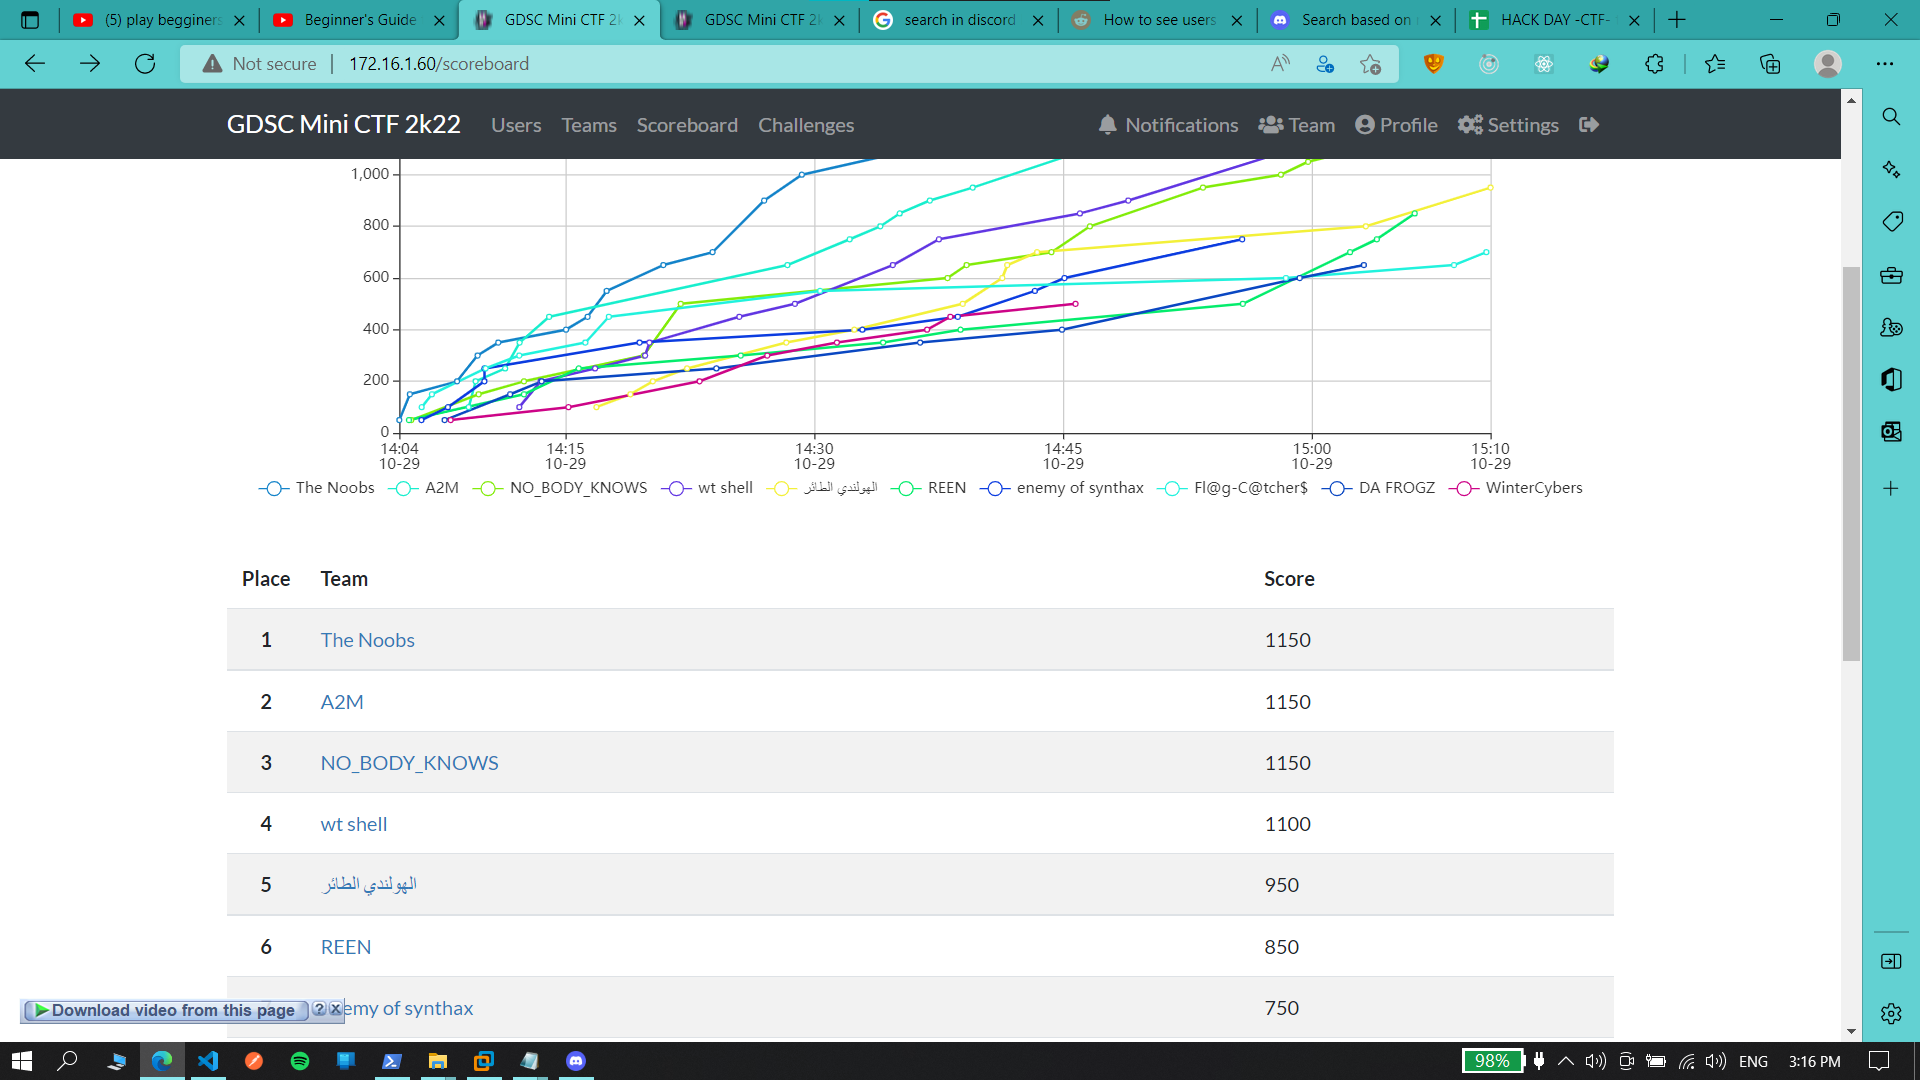 (5) play begginers
Beginner's Guide
GDSC Mini CTF 2k
GDSC Mini CTF 2k
search in discord
How to see users
Search based on
HACK DAY -CTF-
Not secure
172.16.1.60/scoreboard
GDSC Mini CTF 2k22
Users
Teams
Scoreboard
Challenges
Notifications
Team
Profile
Settings
1,000
800
600
400
200
0
14:04 14:15 14:30 14:45 15:00 15:10
10-29 10-29 10-29 10-29 10-29 10-29
The Noobs A2M NO_BODY_KNOWS wt shell الهولندي الطائر REEN enemy of synthax Fl@g-C@tcher$ DA FROGZ WinterCybers
Place Team Score
1 The Noobs 1150
2 A2M 1150
3 NO_BODY_KNOWS 1150
4 wt shell 1100
5 الهولندي الطائر 950
6 REEN 850
emy of synthax 750
Download video from this page ? x
98% ENG 3:16 PM